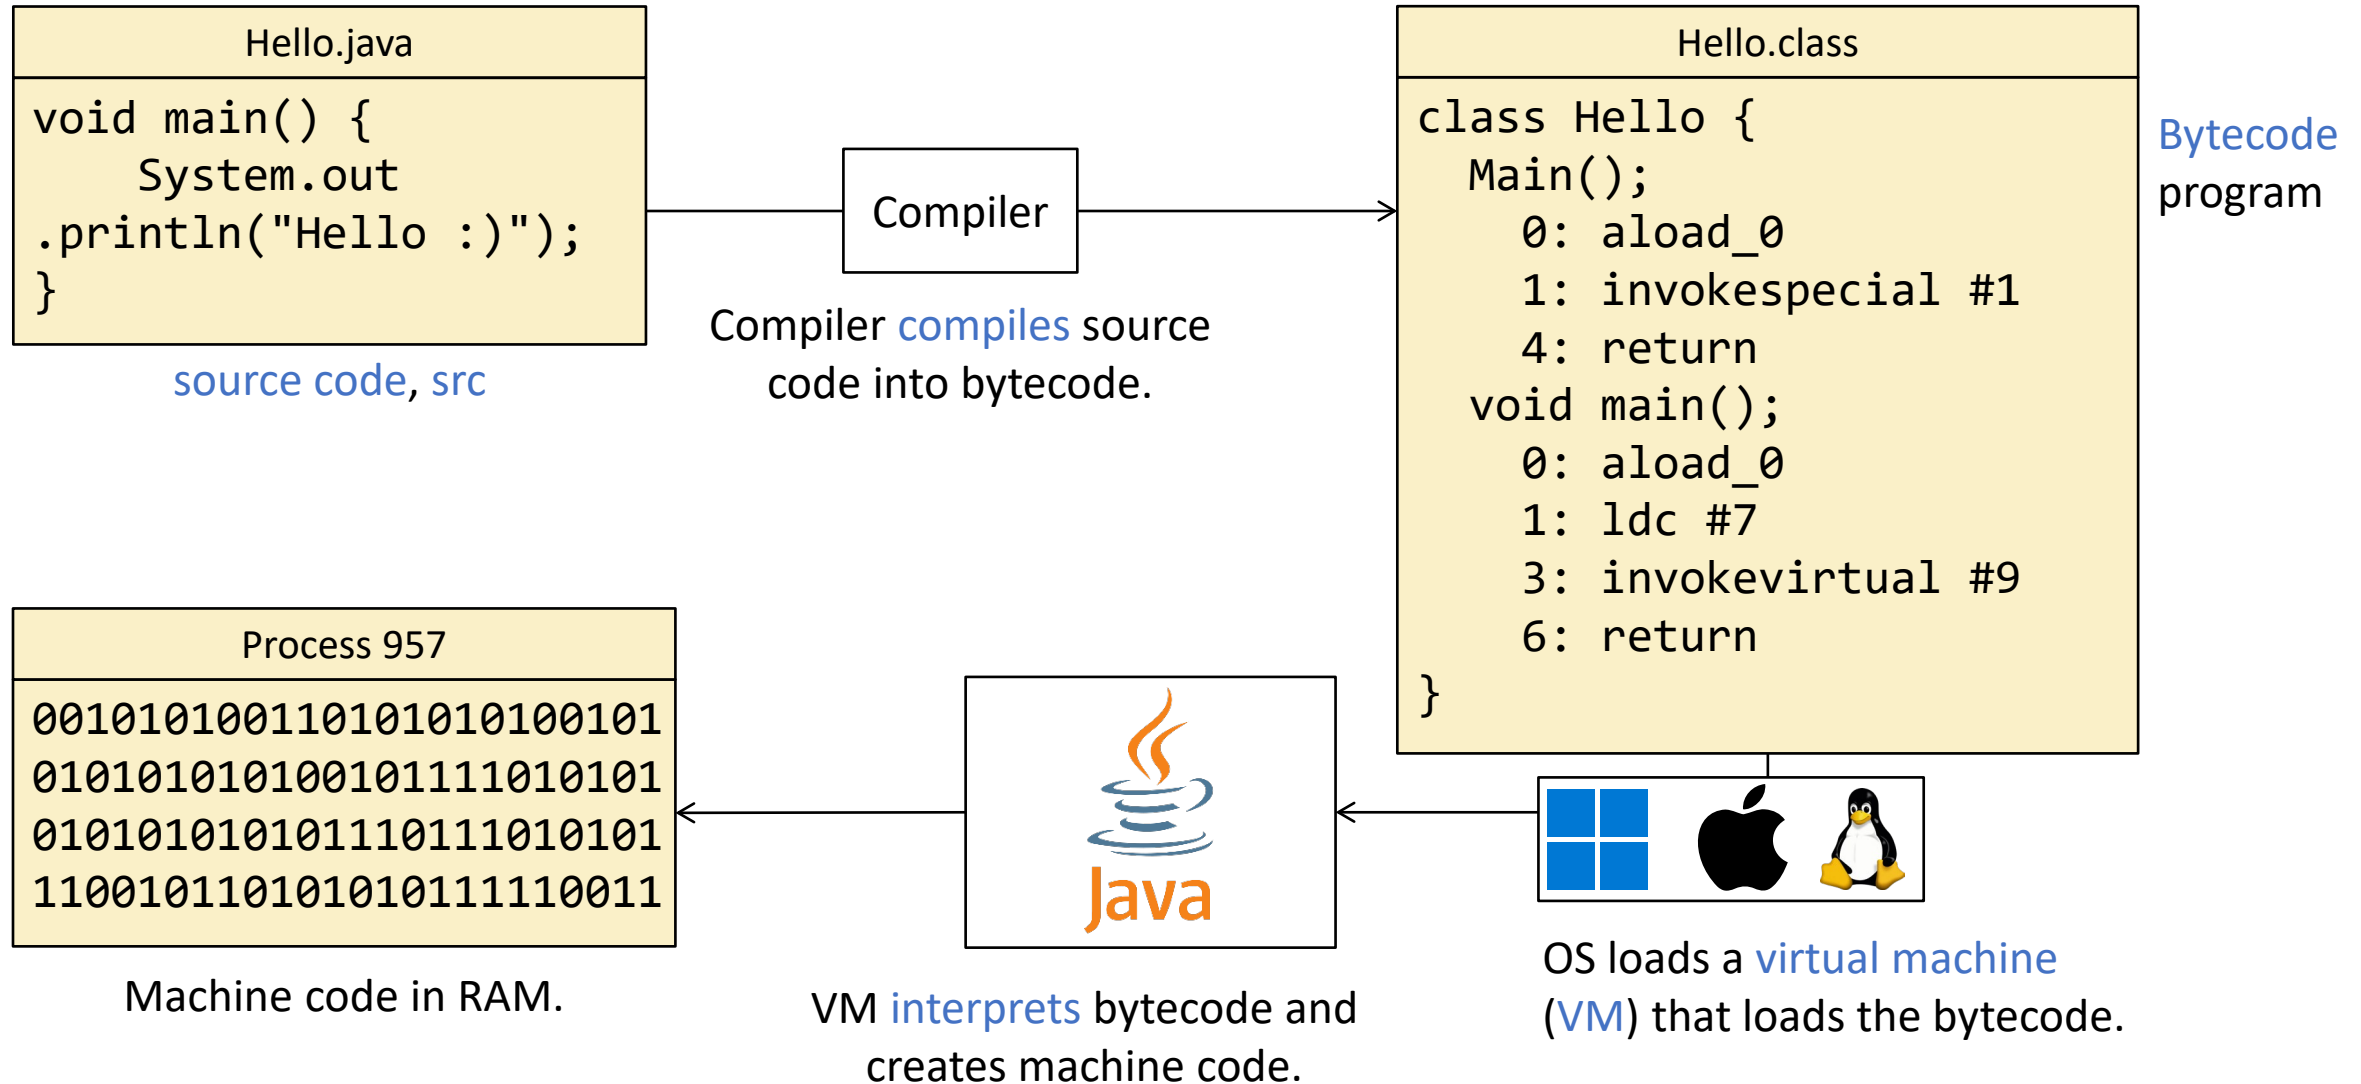 Hello.java
void main() {
    System.out
.println("Hello :)");
}
source code, src
Compiler
Compiler compiles source
code into bytecode.
Hello.class
class Hello {
  Main();
    0: aload_0
    1: invokespecial #1
    4: return
  void main();
    0: aload_0
    1: ldc #7
    3: invokevirtual #9
    6: return
}
Bytecode
program
OS loads a virtual machine
(VM) that loads the bytecode.
Java
VM interprets bytecode and
creates machine code.
Process 957
001010100110101010100101
010101010100101111010101
010101010101110111010101
110010110101010111110011
Machine code in RAM.